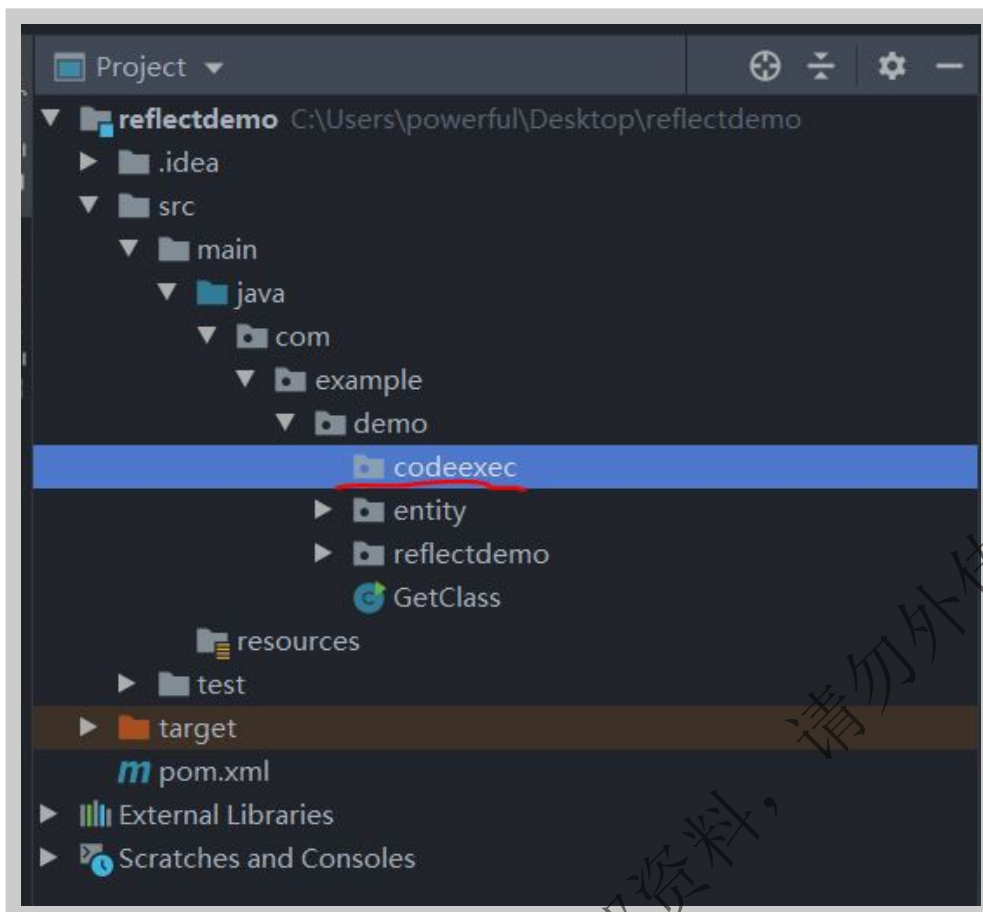 Project
reflectdemo C:\Users\powerful\Desktop\reflectdemo
.idea
src
main
java
com
example
demo
codeexec
entity
reflectdemo
GetClass
resources
test
target
pom.xml
External Libraries
Scratches and Consoles
资料，请勿外传